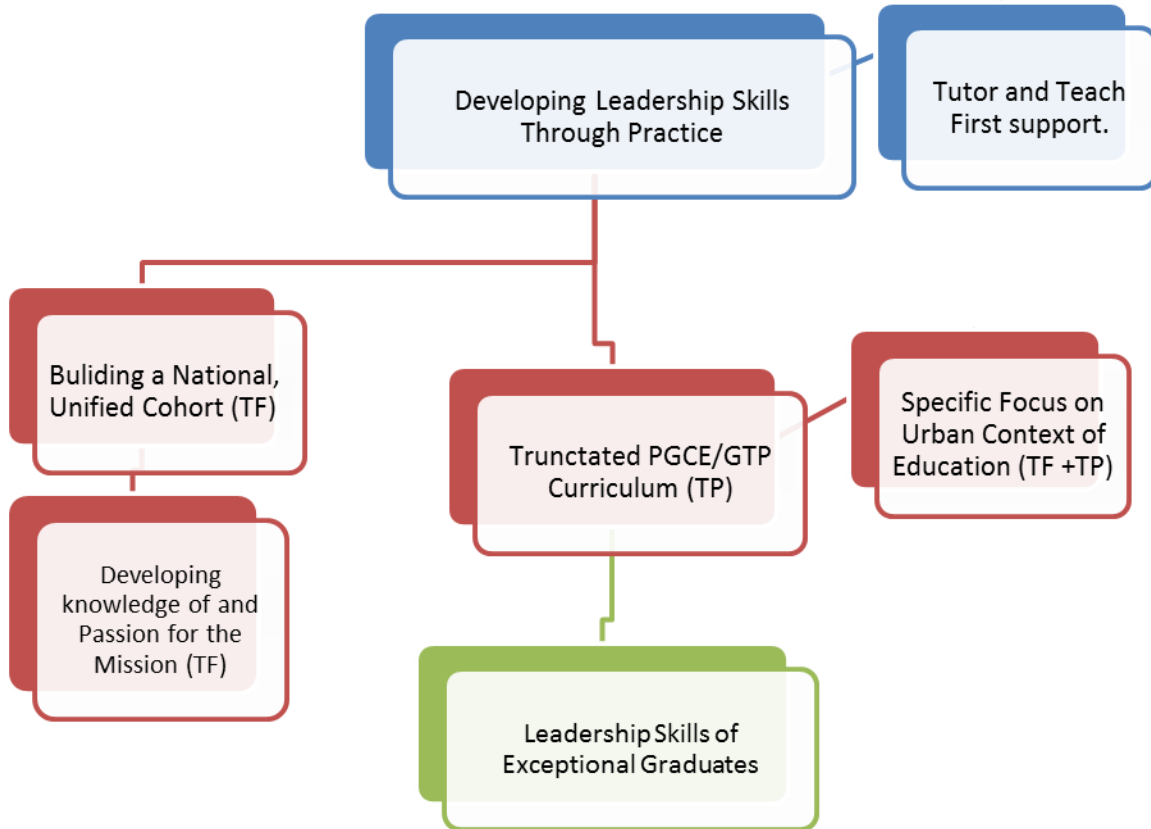 Developing Leadership Skills
Through Practice
Tutor and Teach
First support.
Buliding a National,
Unified Cohort (TF)
Trunctated PGCE/GTP
Curriculum (TP)
Specific Focus on
Urban Context of
Education (TF +TP)
Developing
knowledge of and
Passion for the
Mission (TF)
Leadership Skills of
Exceptional Graduates